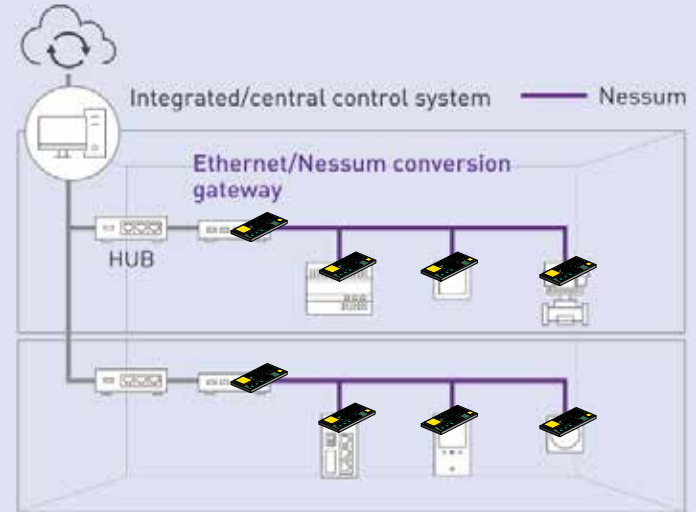 Integrated/central control system
Nessum
Ethernet/Nessum conversion
gateway
HUB